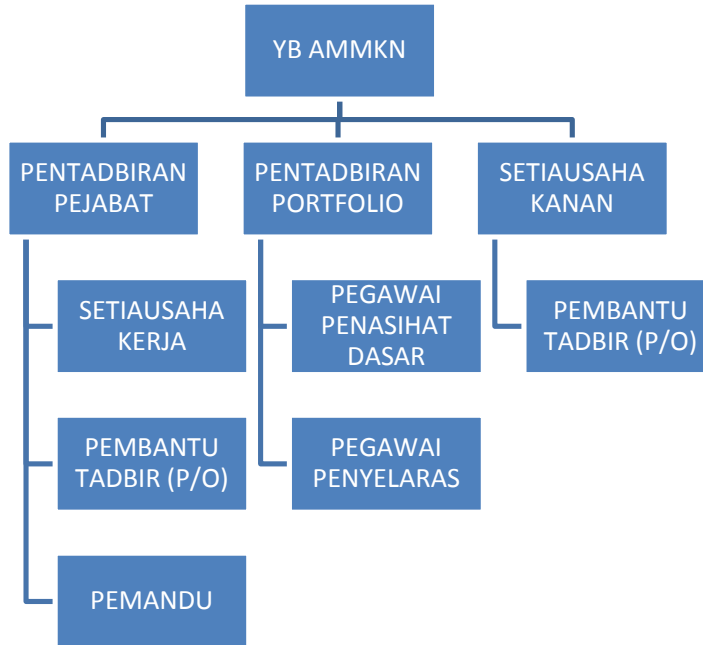 YB AMMKN
PENTADBIRAN
PEJABAT
PENTADBIRAN
PORTFOLIO
SETIAUSAHA
KANAN
SETIAUSAHA
KERJA
PEGAWAI
PENASIHAT
DASAR
PEMBANTU
TADBIR (P/O)
PEMBANTU
TADBIR (P/O)
PEGAWAI
PENYELARAS
PEMANDU